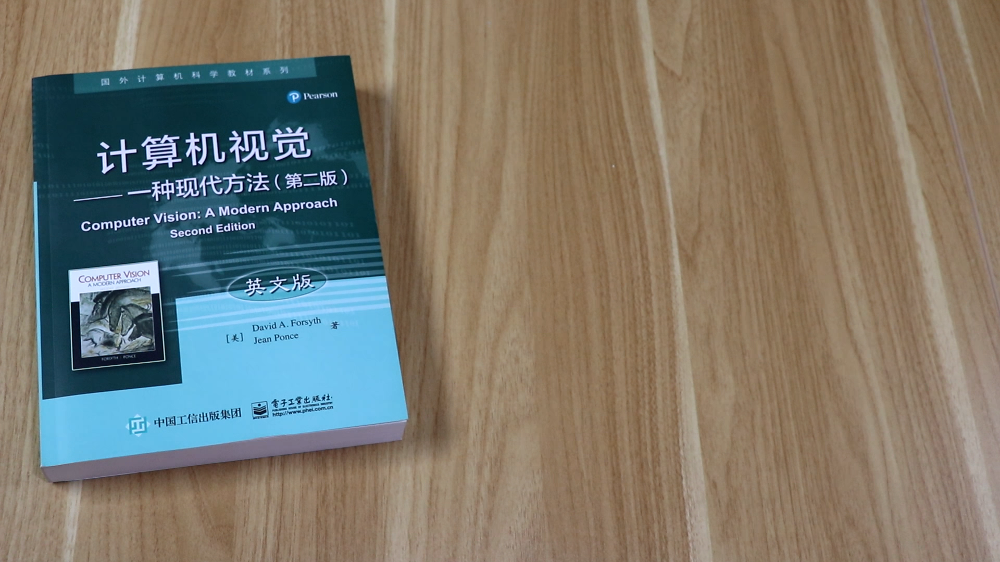 国外计算机科学教材系列
Pearson
计算机视觉
——一种现代方法（第二版）
Computer Vision: A Modern Approach
Second Edition
COMPUTER VISION
A MODERN APPROACH
英文版
[美]
David A. Forsyth
Jean Ponce
著
FORSYTH | PONCE
中国工信出版集团
電子工業出版社·
PUBLISHING HOUSE OF ELECTRONICS INDUSTRY
http://www.phei.com.cn